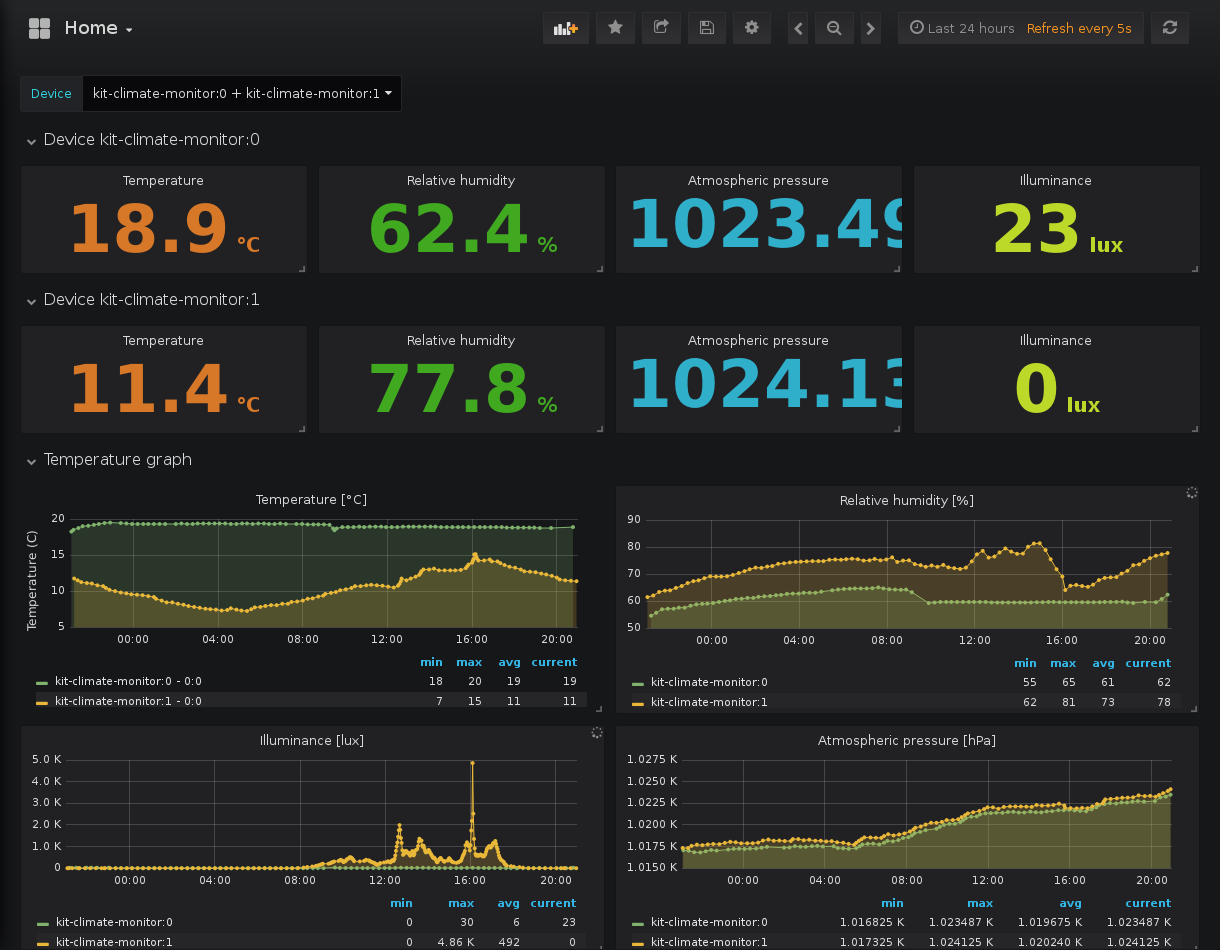 Home
Last 24 hours Refresh every 5s
Device kit-climate-monitor:0 + kit-climate-monitor:1
Device kit-climate-monitor:0
Temperature Relative humidity Atmospheric pressure Illuminance
18.9 °C 62.4 % 1023.49 23 lux
Device kit-climate-monitor:1
Temperature Relative humidity Atmospheric pressure Illuminance
11.4 °C 77.8 % 1024.13 0 lux
Temperature graph
Temperature [°C]
Temperature (C)
20
15
10
5
00:00 04:00 08:00 12:00 16:00 20:00
min max avg current
kit-climate-monitor:0 - 0:0 18 20 19 19
kit-climate-monitor:1 - 0:0 7 15 11 11
Relative humidity [%]
90
80
70
60
50
00:00 04:00 08:00 12:00 16:00 20:00
min max avg current
kit-climate-monitor:0 55 65 61 62
kit-climate-monitor:1 62 81 73 78
Illuminance [lux]
5.0 K
4.0 K
3.0 K
2.0 K
1.0 K
0
00:00 04:00 08:00 12:00 16:00 20:00
min max avg current
kit-climate-monitor:0 0 30 6 23
kit-climate-monitor:1 0 4.86 K 492 0
Atmospheric pressure [hPa]
1.0275 K
1.0250 K
1.0225 K
1.0200 K
1.0175 K
1.0150 K
00:00 04:00 08:00 12:00 16:00 20:00
min max avg current
kit-climate-monitor:0 1.016825 K 1.023487 K 1.019675 K 1.023487 K
kit-climate-monitor:1 1.017325 K 1.024125 K 1.020240 K 1.024125 K